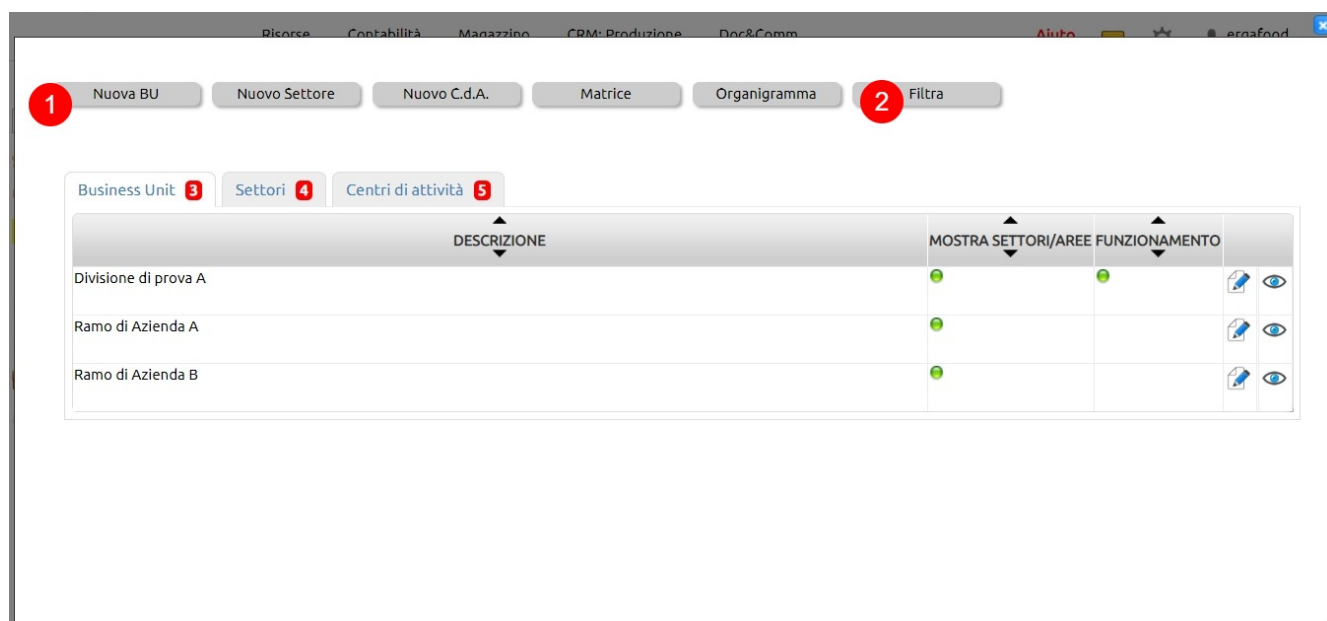 Risorse Contabilità Magazzino CRM: Produzione Doc&Comm Aiuto ergafood
1 Nuova BU Nuovo Settore Nuovo C.d.A. Matrice Organigramma 2 Filtra
Business Unit 3 Settori 4 Centri di attività 5
DESCRIZIONE MOSTRA SETTORI/AREE FUNZIONAMENTO
Divisione di prova A
Ramo di Azienda A
Ramo di Azienda B